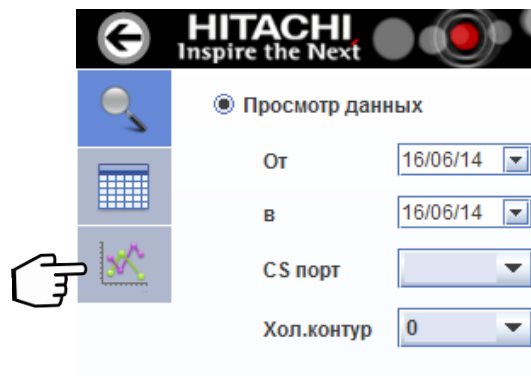 HITACHI
Inspire the Next
Просмотр данных
От 16/06/14
в 16/06/14
CS порт
Хол.контур 0